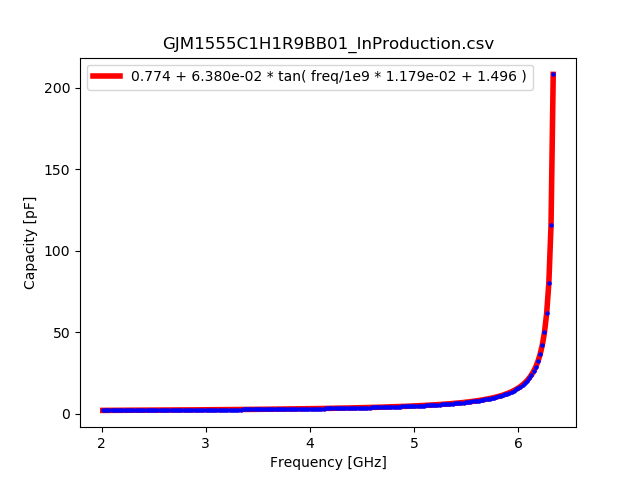 GJM1555C1H1R9BB01_InProduction.csv
0.774 + 6.380e-02 * tan( freq/1e9 * 1.179e-02 + 1.496 )
200
150
100
50
0
Capacity [pF]
2 3 4 5 6
Frequency [GHz]